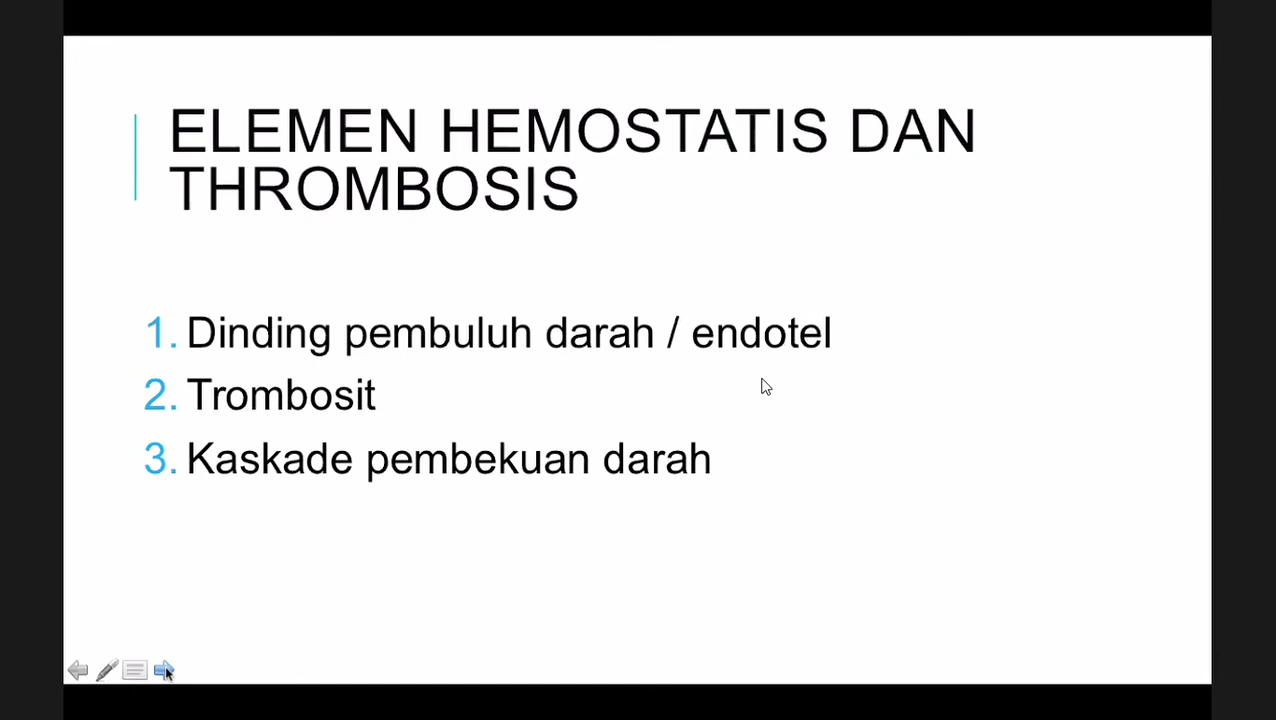 ELEMEN HEMOSTATIS DAN
THROMBOSIS
1. Dinding pembuluh darah / endotel
2. Trombosit
3. Kaskade pembekuan darah